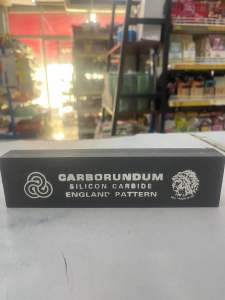 CARBORUNDUM
SILICON CARBIDE
ENGLAND PATTERN